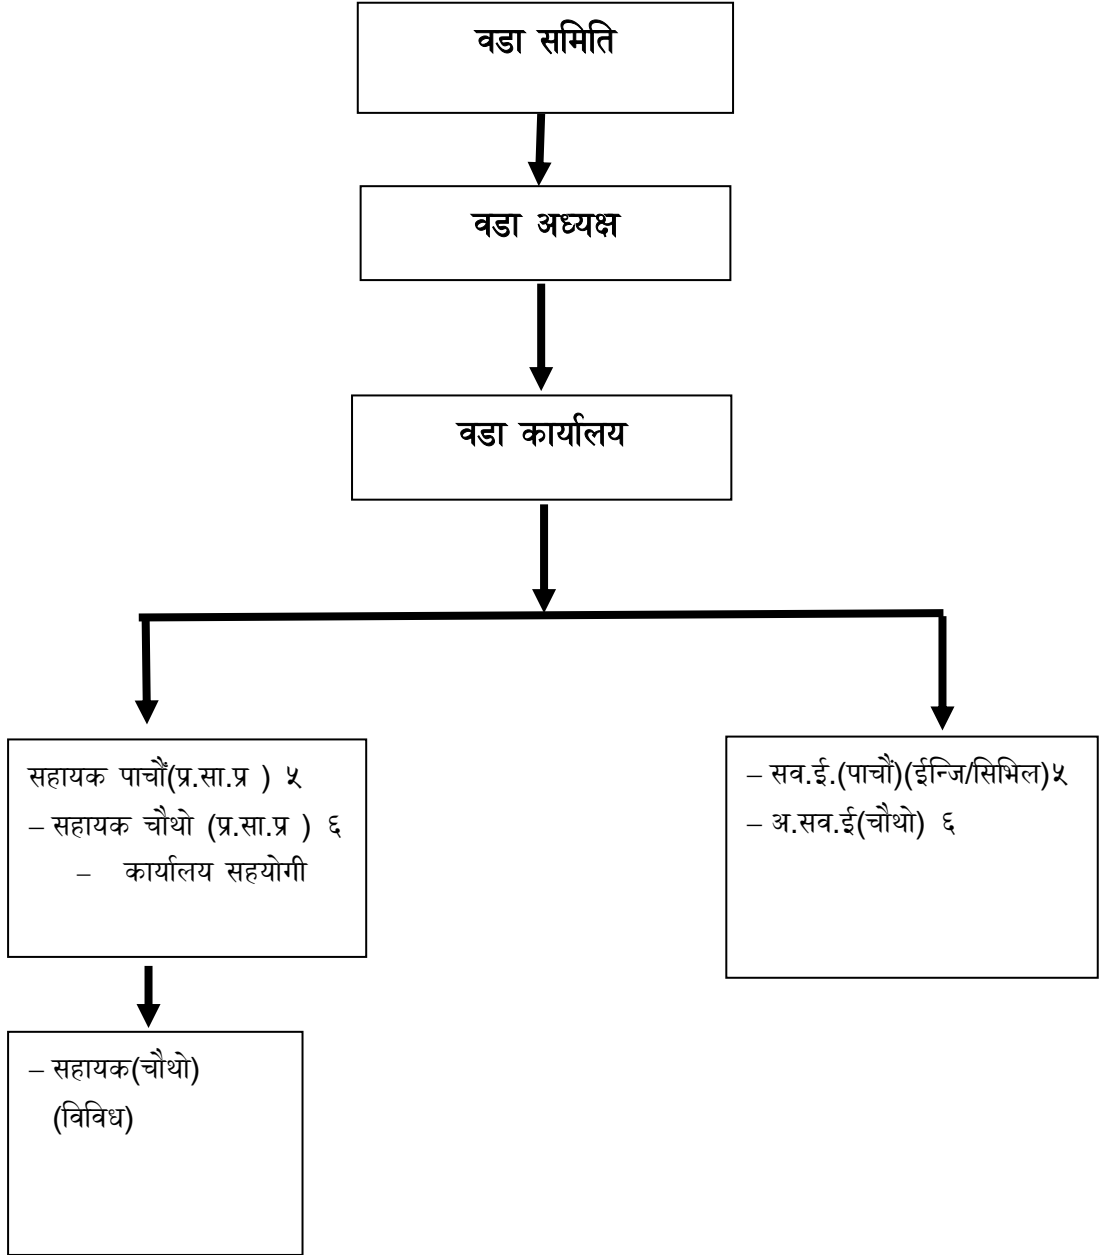 वडा समिति
वडा अध्यक्ष
वडा कार्यालय
सहायक पाचौं(प्र.सा.प्र ) ५
– सहायक चौथो (प्र.सा.प्र ) ६
– कार्यालय सहयोगी
– सव.ई.(पाचौं)(ईन्जि/सिभिल)५
– अ.सव.ई(चौथो) ६
– सहायक(चौथो)
(विविध)